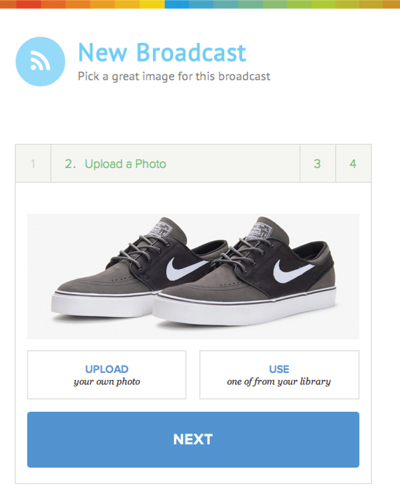 New Broadcast
Pick a great image for this broadcast
1
2. Upload a Photo
3
4
UPLOAD
your own photo
USE
one of from your library
NEXT